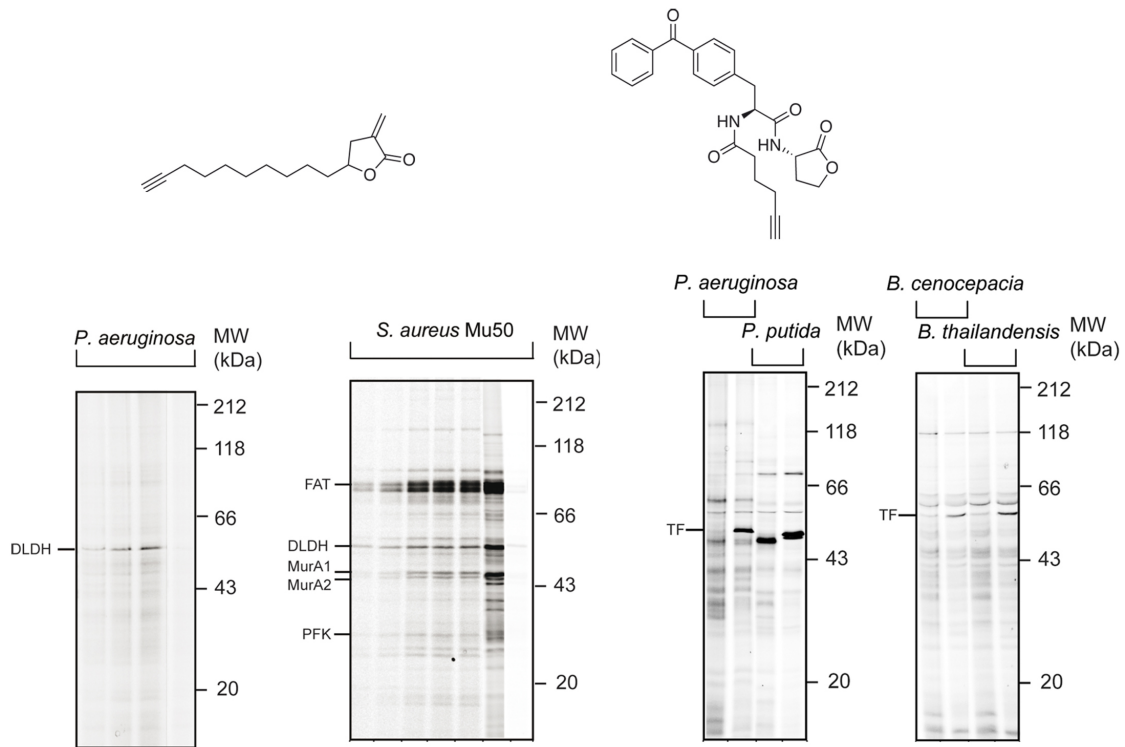 O
O
O
HN
O
HN
O
O
O
P. aeruginosa
MW
(kDa)
212
118
66
DLDH
43
20
S. aureus Mu50
MW
(kDa)
212
118
FAT
66
DLDH
MurA1
MurA2
43
PFK
20
P. aeruginosa
P. putida
MW
(kDa)
212
118
66
TF
43
20
B. cenocepacia
B. thailandensis
MW
(kDa)
212
118
66
TF
43
20